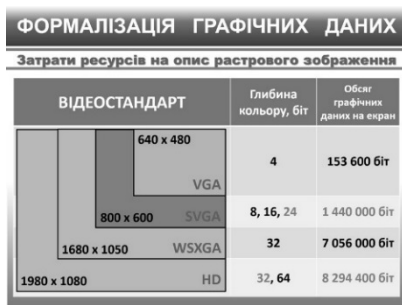 ФОРМАЛІЗАЦІЯ ГРАФІЧНИХ ДАНИХ
Затрати ресурсів на опис растрового зображення
ВІДЕОСТАНДАРТ
Глибина
кольору, біт
Обсяг
графічних
даних на екран
640 x 480
VGA
4
153 600 біт
800 x 600
SVGA
8, 16, 24
1 440 000 біт
1680 x 1050
WSXGA
32
7 056 000 біт
1980 x 1080
HD
32, 64
8 294 400 біт